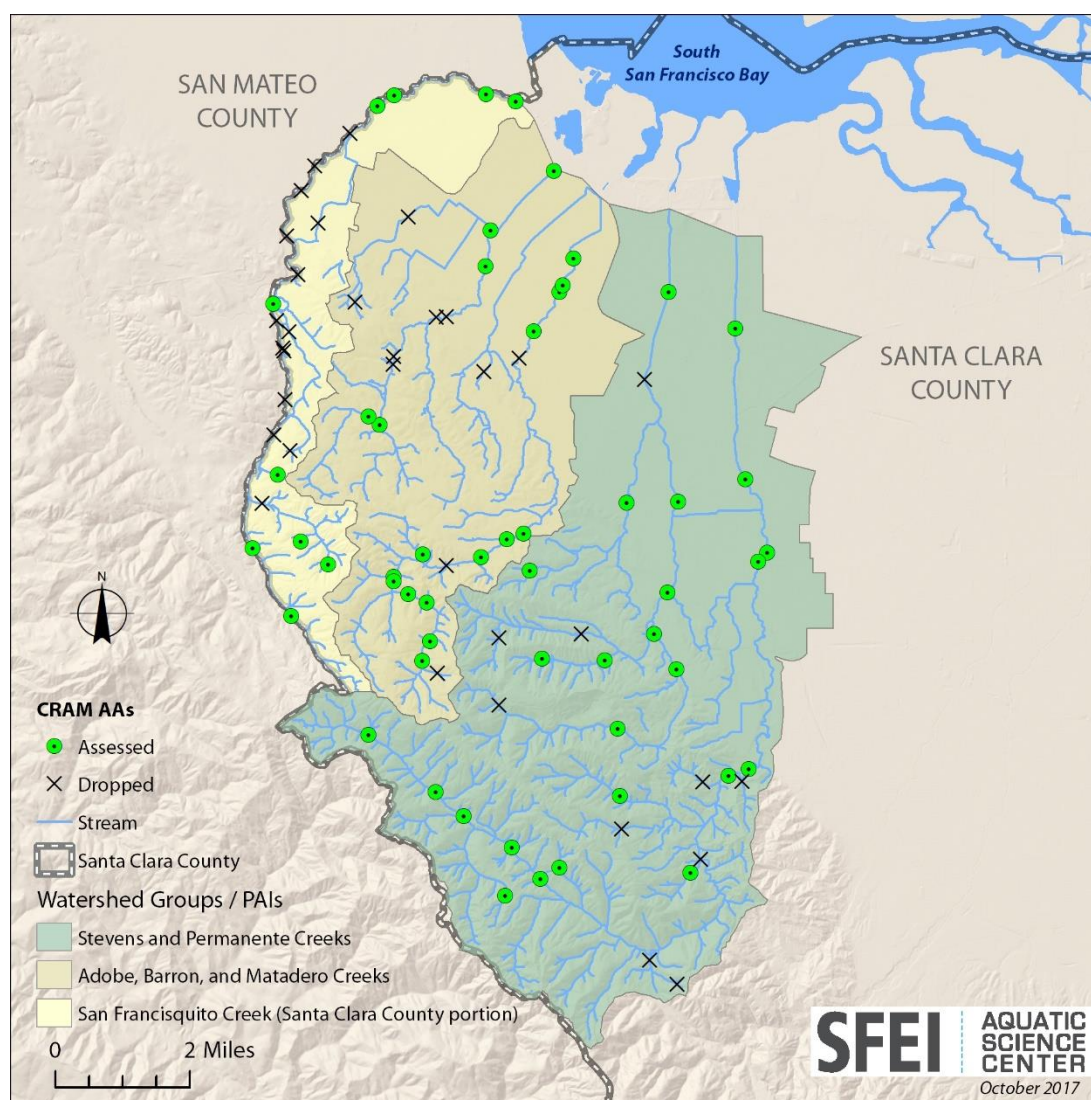 South
San Francisco Bay
SAN MATEO
COUNTY
SANTA CLARA
COUNTY
N
CRAM AAs
Assessed
Dropped
Stream
Santa Clara County
Watershed Groups / PAIs
Stevens and Permanente Creeks
Adobe, Barron, and Matadero Creeks
San Francisquito Creek (Santa Clara County portion)
0 2 Miles
SFEI
AQUATIC
SCIENCE
CENTER
October 2017